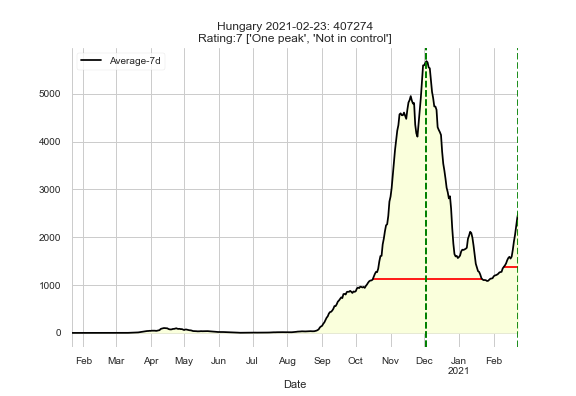 Hungary 2021-02-23: 407274
Rating:7 ['One peak', 'Not in control']
Average-7d
5000
4000
3000
2000
1000
0
Feb Mar Apr May Jun Jul Aug Sep Oct Nov Dec Jan Feb
2021
Date